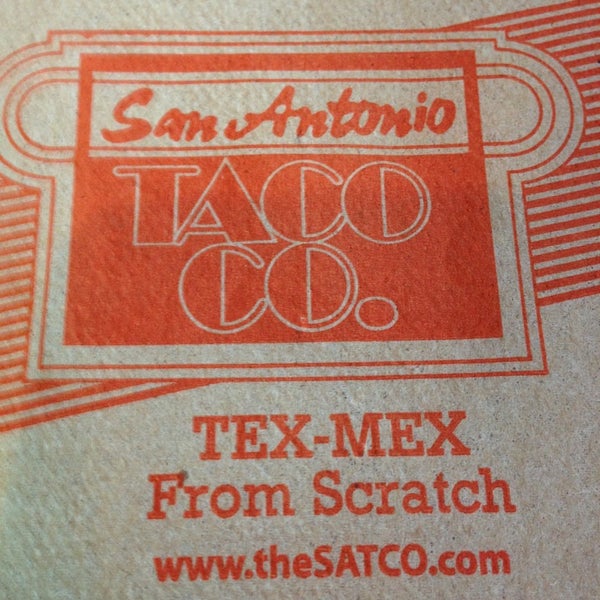 San Antonio
TACO
CO.
TEX-MEX
From Scratch
www.theSATCO.com